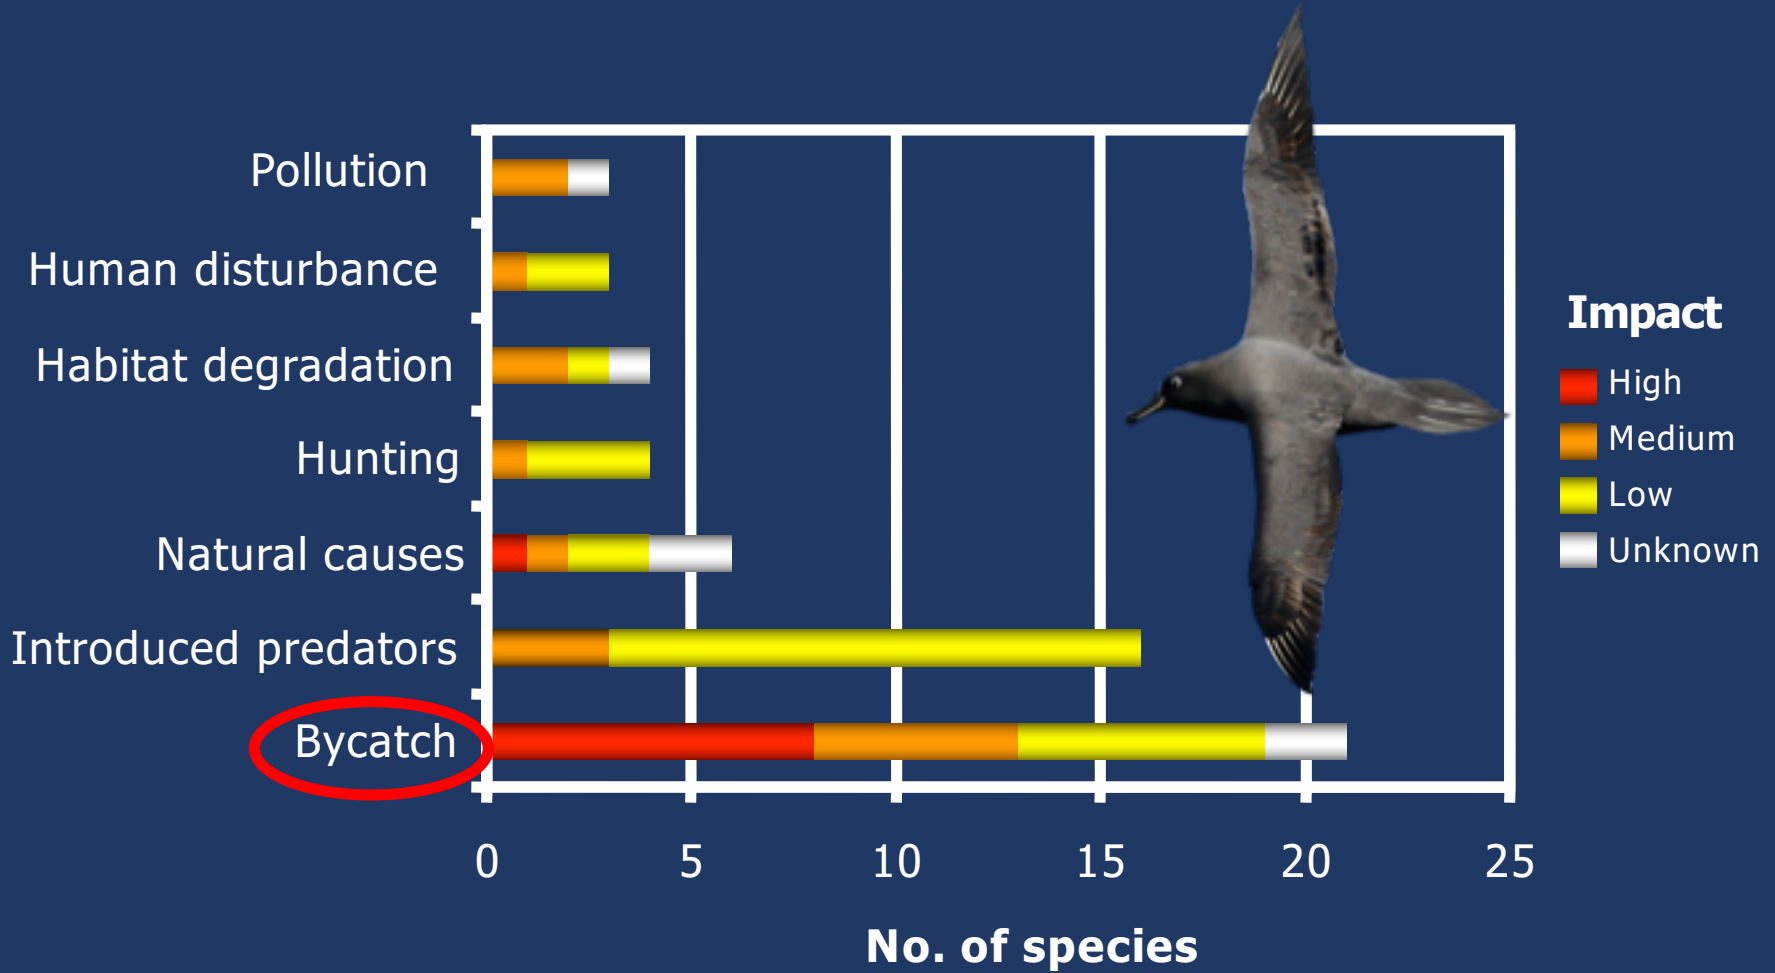 Pollution
Human disturbance
Habitat degradation
Hunting
Natural causes
Introduced predators
Bycatch
0 5 10 15 20 25
No. of species
Impact
High
Medium
Low
Unknown